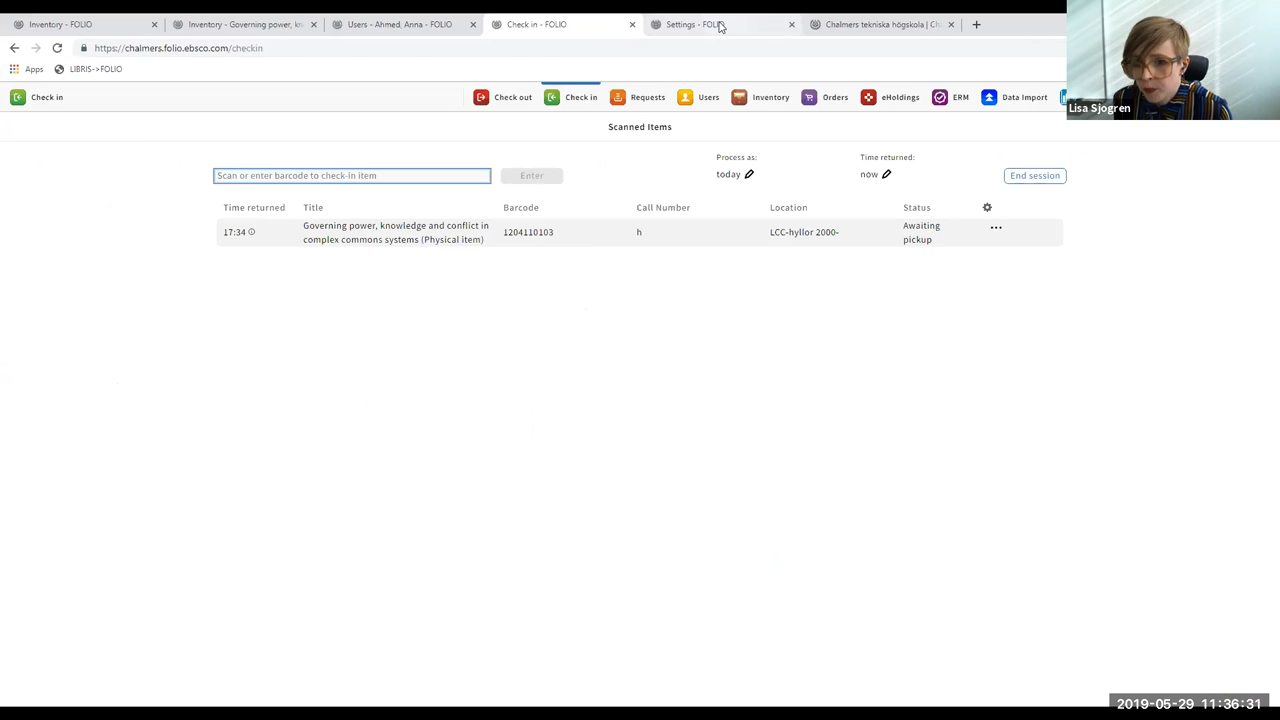 Inventory - FOLIO
Inventory - Governing power, kn
Users - Ahmed, Anna - FOLIO
Check in - FOLIO
Settings - FOLIO
Chalmers tekniska högskola | Ch
https://chalmers.folio.ebsco.com/checkin
Apps
LIBRIS->FOLIO
Lisa Sjogren
Check in
Check out
Check in
Requests
Users
Inventory
Orders
eHoldings
ERM
Data Import
Scanned Items
Process as:
Time returned:
Scan or enter barcode to check-in item
Enter
today
now
End session
Time returned
Title
Barcode
Call Number
Location
Status
17:34
Governing power, knowledge and conflict in
complex commons systems (Physical item)
1204110103
h
LCC-hyllor 2000-
Awaiting
pickup
2019-05-29 11:36:31